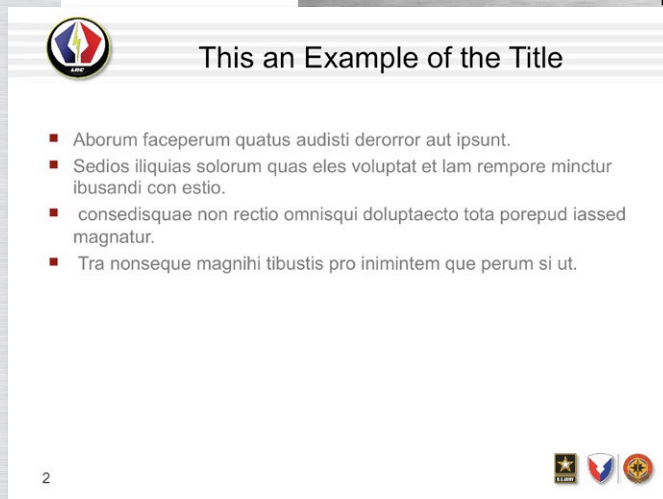 This an Example of the Title
Aborum faceperum quatus audisti derorror aut ipsunt.
Sedios iliquias solorum quas eles voluptat et lam rempore minctur
ibusandi con estio.
consedisquae non rectio omnisqui doluptaecto tota porepud iassed
magnatur.
Tra nonseque magnihi tibustis pro inimintem que perum si ut.
2
U.S. ARMY